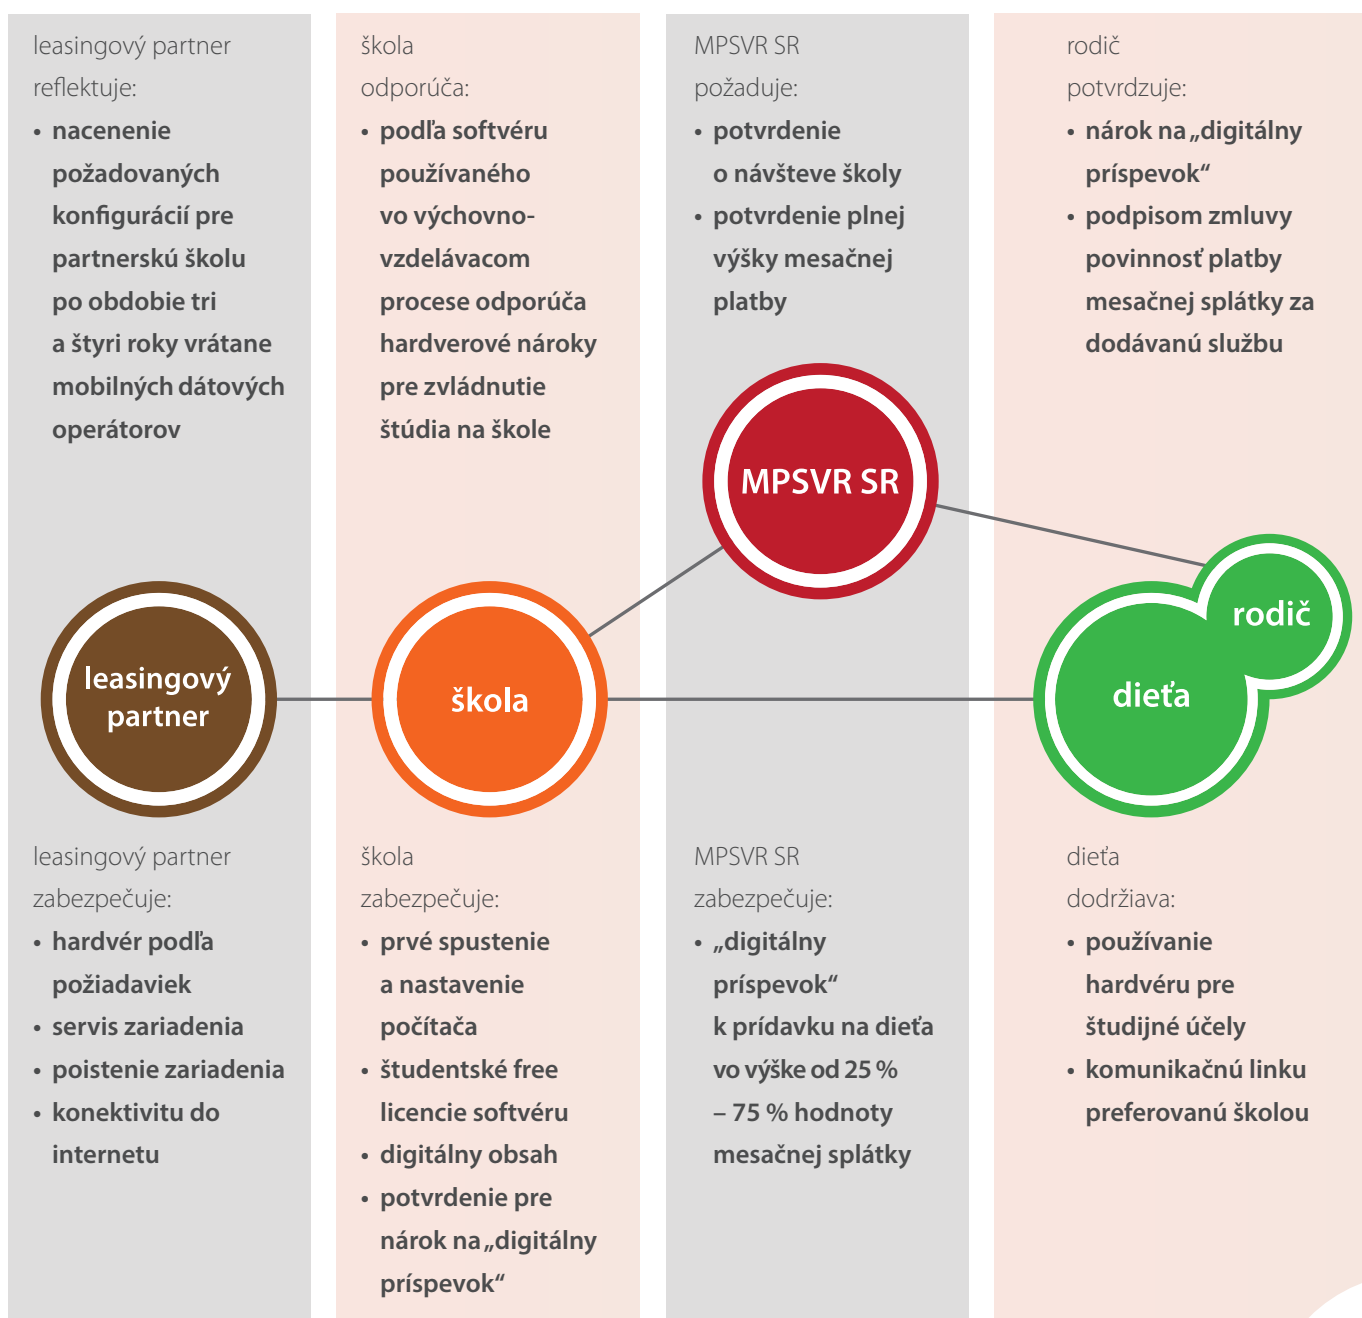 leasingový partner
reflektuje:
• nacenenie
požadovaných
konfigurácií pre
partnerskú školu
po obdobie tri
a štyri roky vrátane
mobilných dátových
operátorov
škola
odporúča:
• podľa softvéru
používaného
vo výchovno-
vzdelávacom
procese odporúča
hardverové nároky
pre zvládnutie
štúdia na škole
MPSVR SR
požaduje:
• potvrdenie
o návšteve školy
• potvrdenie plnej
výšky mesačnej
platby
rodič
potvrdzuje:
• nárok na „digitálny
príspevok“
• podpisom zmluvy
povinnosť platby
mesačnej splátky za
dodávanú službu
MPSVR SR
rodič
leasingový
partner
škola
dieťa
leasingový partner
zabezpečuje:
• hardvér podľa
požiadaviek
• servis zariadenia
• poistenie zariadenia
• konektivitu do
internetu
škola
zabezpečuje:
• prvé spustenie
a nastavenie
počítača
• študentské free
licencie softvéru
• digitálny obsah
• potvrdenie pre
nárok na „digitálny
príspevok“
MPSVR SR
zabezpečuje:
• „digitálny
príspevok“
k prídavku na dieťa
vo výške od 25 %
– 75 % hodnoty
mesačnej splátky
dieťa
dodržiava:
• používanie
hardvéru pre
študijné účely
• komunikačnú linku
preferovanú školou